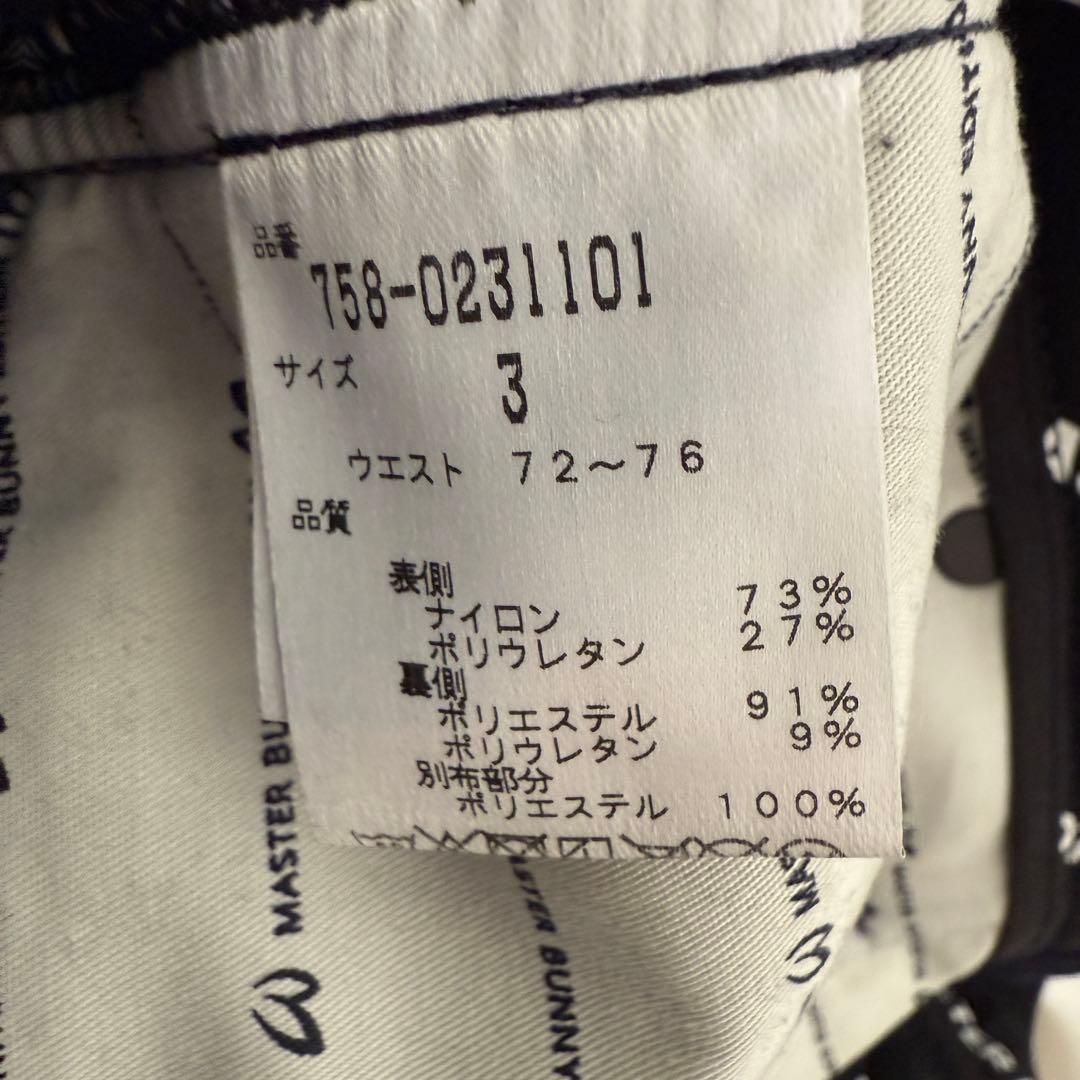 品番
758-0231101
サイズ 3
ウエスト 72～76
品質
表側
ナイロン 73%
ポリウレタン 27%
裏側
ポリエステル 91%
ポリウレタン 9%
別布部分
ポリエステル 100%
MASTER BU
MASTER
BUNN